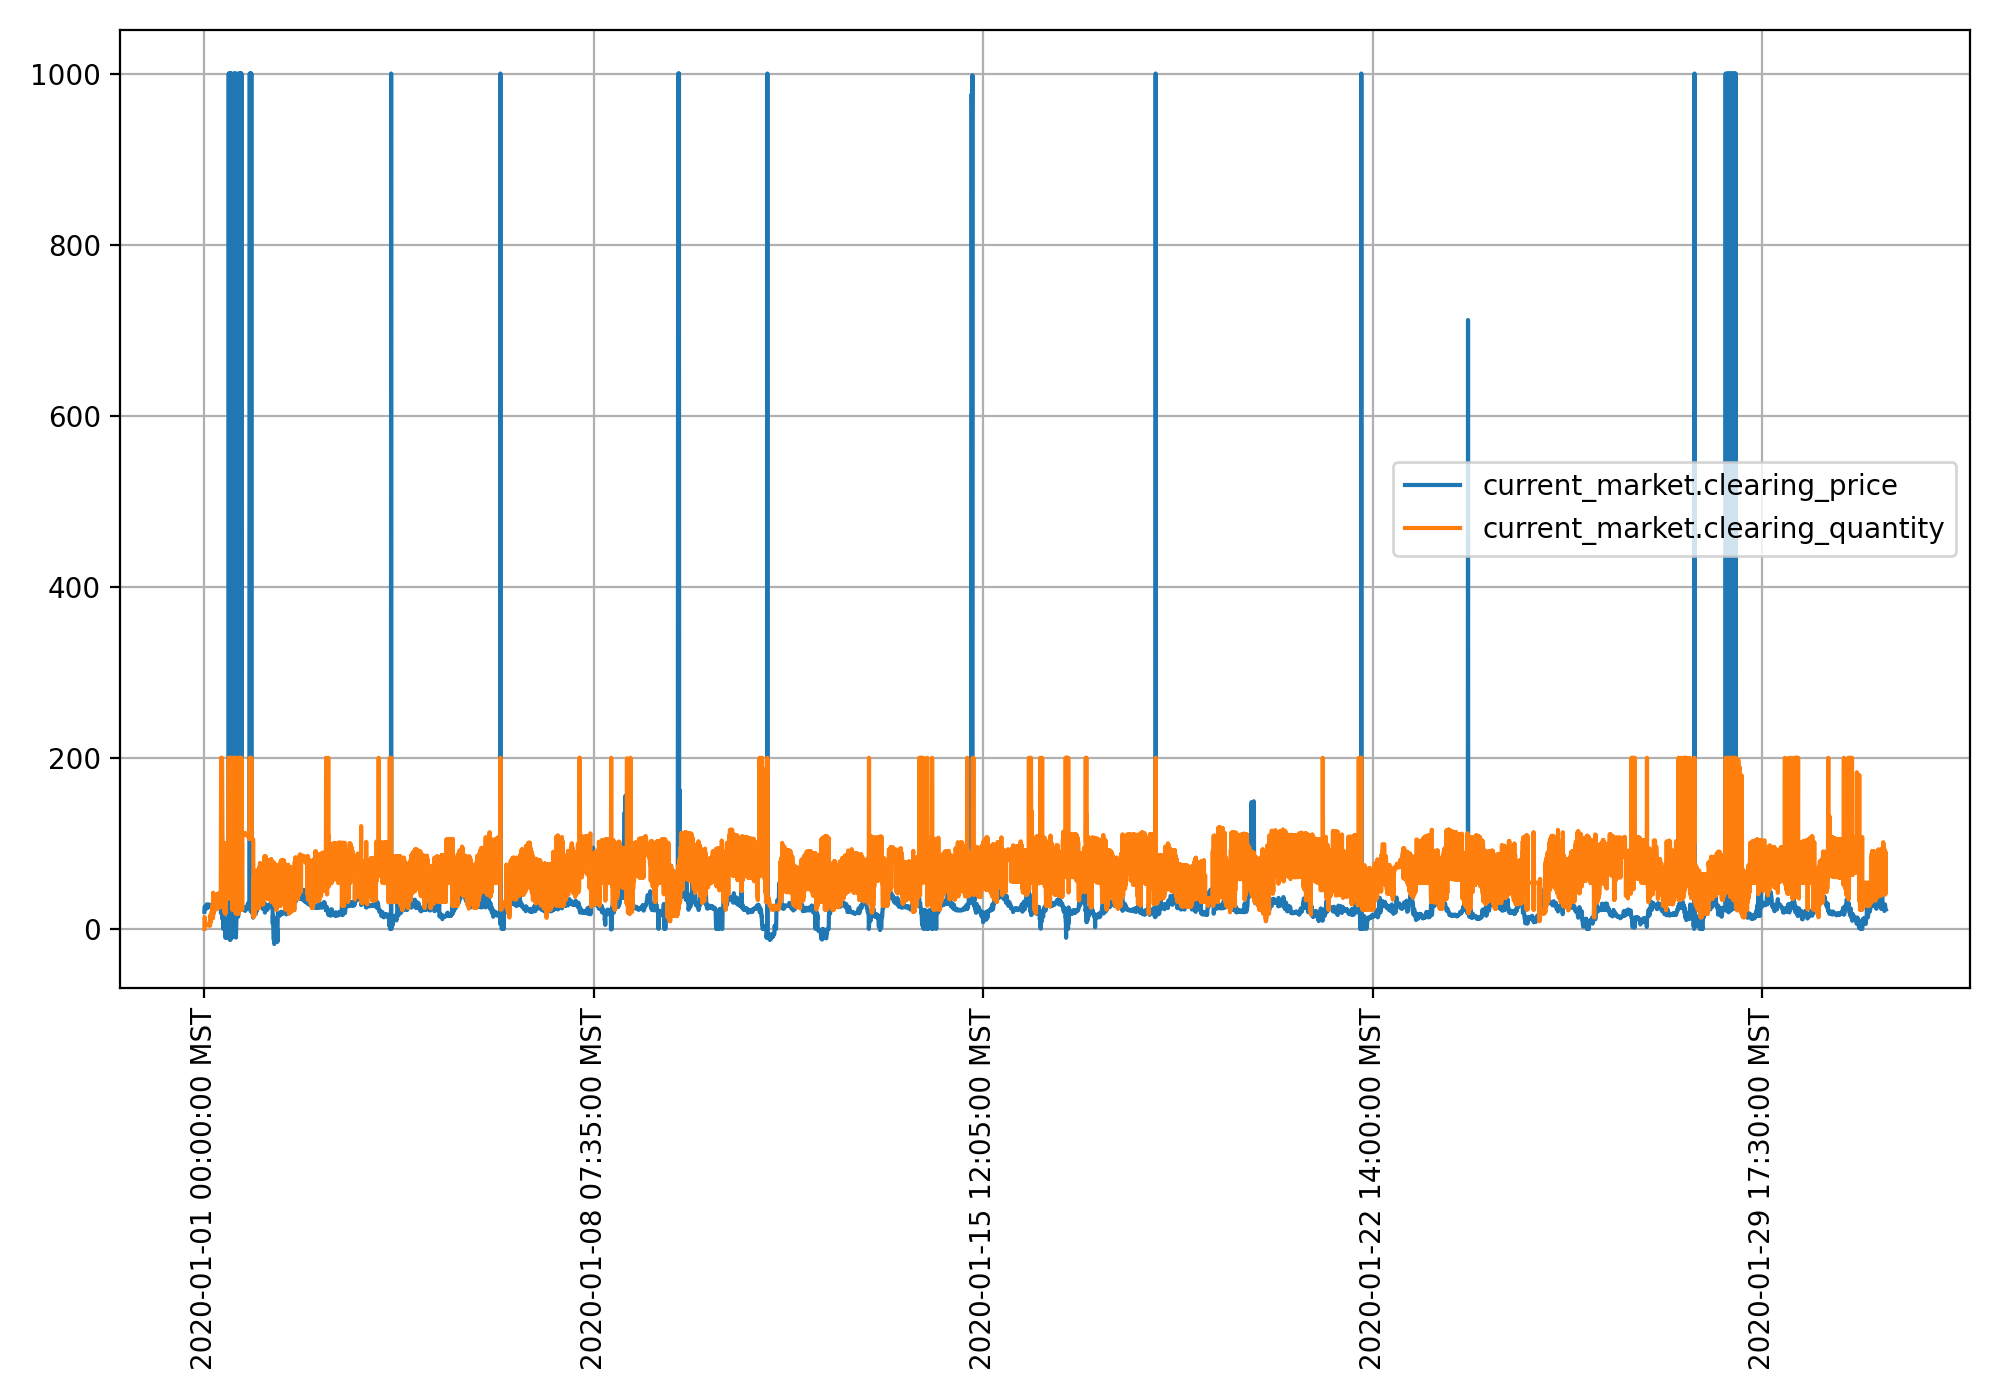 1000
800
600
400
200
0
current_market.clearing_price
current_market.clearing_quantity
2020-01-01 00:00:00 MST
2020-01-08 07:35:00 MST
2020-01-15 12:05:00 MST
2020-01-22 14:00:00 MST
2020-01-29 17:30:00 MST